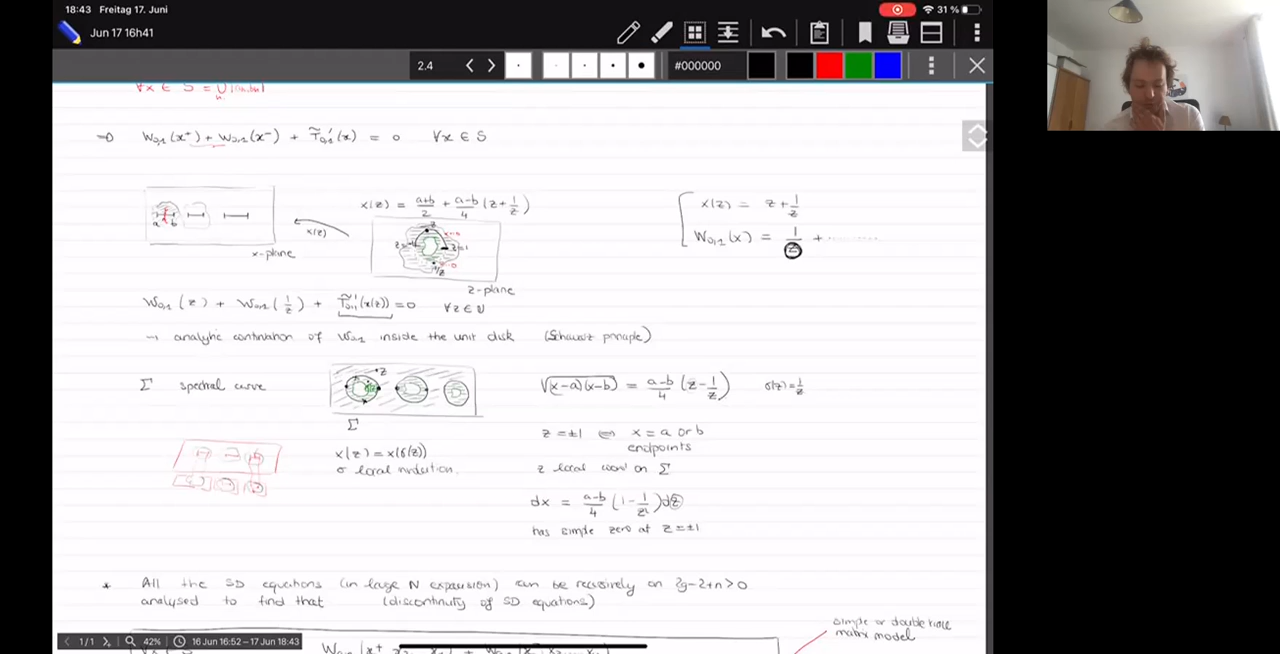 18:43 Freitag 17. Juni
31 %
Jun 17 16h41
2.4
#000000
∀x ∈ S = ∪
⇒ W₀,₁(x⁺) + W₀,₁(x⁻) + T̃₀,₁'(x) = 0 ∀x ∈ S
x(z) = a+b/2 + a-b/4 (z + 1/z)
x(z) = z + 1/z
W₀,₁(x) = 1/z + ........
a b
x(z)
x-plane
z
z=-1
z=1
1/z
z-plane
W₀,₁(z) + W₀,₁(1/z) + T̃₀,₁'(x(z)) = 0 ∀z ∈ U
→ analytic continuation of W₀,₁ inside the unit disk (Schwarz principle)
Σ spectral curve
z
√(x-a)(x-b) = a-b/4 (z - 1/z) σ(z) = 1/z
Σ
z = ±1 ⇔ x = a or b
endpoints
x(z) = x(σ(z))
σ local involution.
z local coord on Σ
dx = a-b/4 (1 - 1/z²)dz
has simple zero at z = ±1
* All the SD equations (in large N expansion) can be recursively on 2g-2+n>0
analysed to find that (discontinuity of SD equations)
simple or double trace
matrix model
1/1
42%
16 Jun 16:52 – 17 Jun 18:43